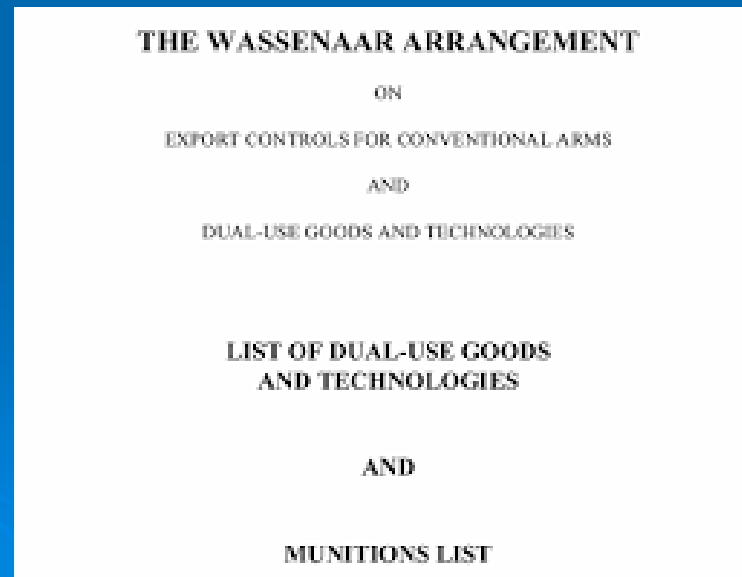 THE WASSENAAR ARRANGEMENT
ON
EXPORT CONTROLS FOR CONVENTIONAL ARMS
AND
DUAL-USE GOODS AND TECHNOLOGIES
LIST OF DUAL-USE GOODS
AND TECHNOLOGIES
AND
MUNITIONS LIST